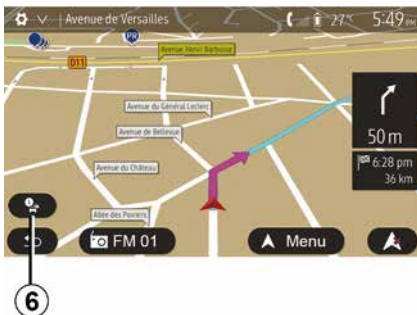 Avenue de Versailles
27°
5:49 PM
PR
Avenue Henri Barbusse
D11
Avenue du Général Leclerc
Avenue de Bellevue
50 m
Avenue du Château
6:28 pm
36 km
Allée des Poiriers
FM 01
Menu
6